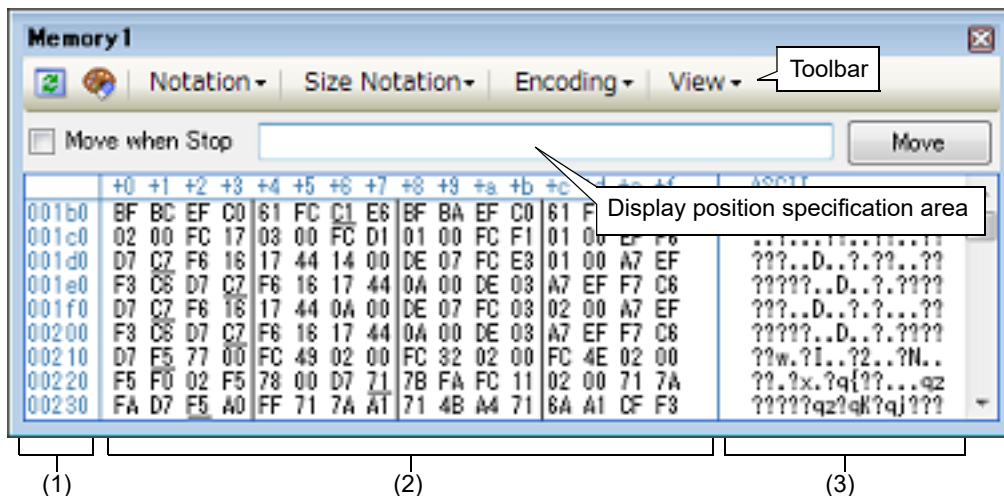 Memory1
Notation Size Notation Encoding View
Toolbar
Move when Stop Move
+0 +1 +2 +3 +4 +5 +6 +7 +8 +9 +a +b +c ASCII
Display position specification area
001b0 BF BC EF C0 61 FC C1 E6 BF BA EF C0 61
001c0 02 00 FC 17 03 00 FC D1 01 00 FC F1 01 00 EF F6 ..?...??..??..??
001d0 D7 C7 F6 16 17 44 14 00 DE 07 FC E3 01 00 A7 EF ???..D..?.??..??
001e0 F3 C6 D7 C7 F6 16 17 44 0A 00 DE 03 A7 EF F7 C6 ?????..D..?.????
001f0 D7 C7 F6 16 17 44 0A 00 DE 07 FC 03 02 00 A7 EF ???..D..?.?...??
00200 F3 C6 D7 C7 F6 16 17 44 0A 00 DE 03 A7 EF F7 C6 ?????..D..?.????
00210 D7 F5 77 00 FC 49 02 00 FC 32 02 00 FC 4E 02 00 ??w.?I..?2..?N..
00220 F5 F0 02 F5 78 00 D7 71 7B FA FC 11 02 00 71 7A ??.?x.?q{??...qz
00230 FA D7 F5 A0 FF 71 7A A1 71 4B A4 71 6A A1 CF F3 ?????qz?qK?qj???
(1) (2) (3)